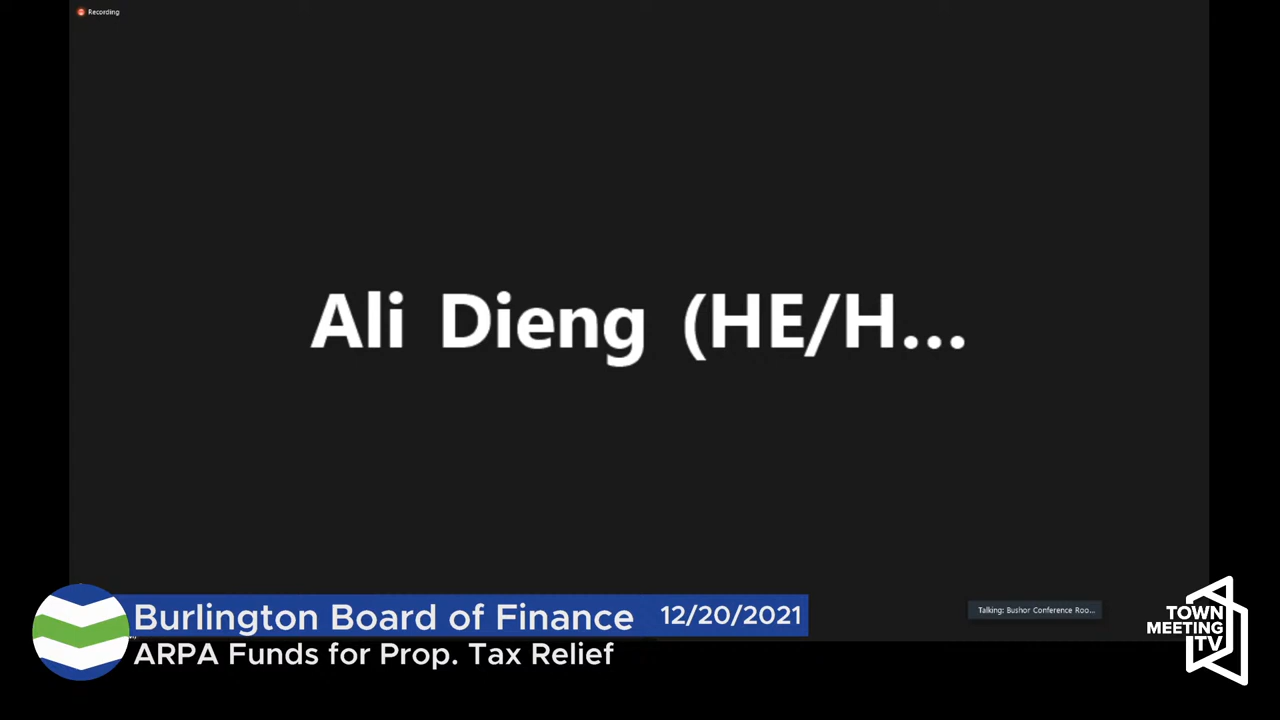 Recording
Ali Dieng (HE/H...
Talking: Bushor Conference Roo...
Burlington Board of Finance 12/20/2021
ARPA Funds for Prop. Tax Relief
TOWN
MEETING
TV